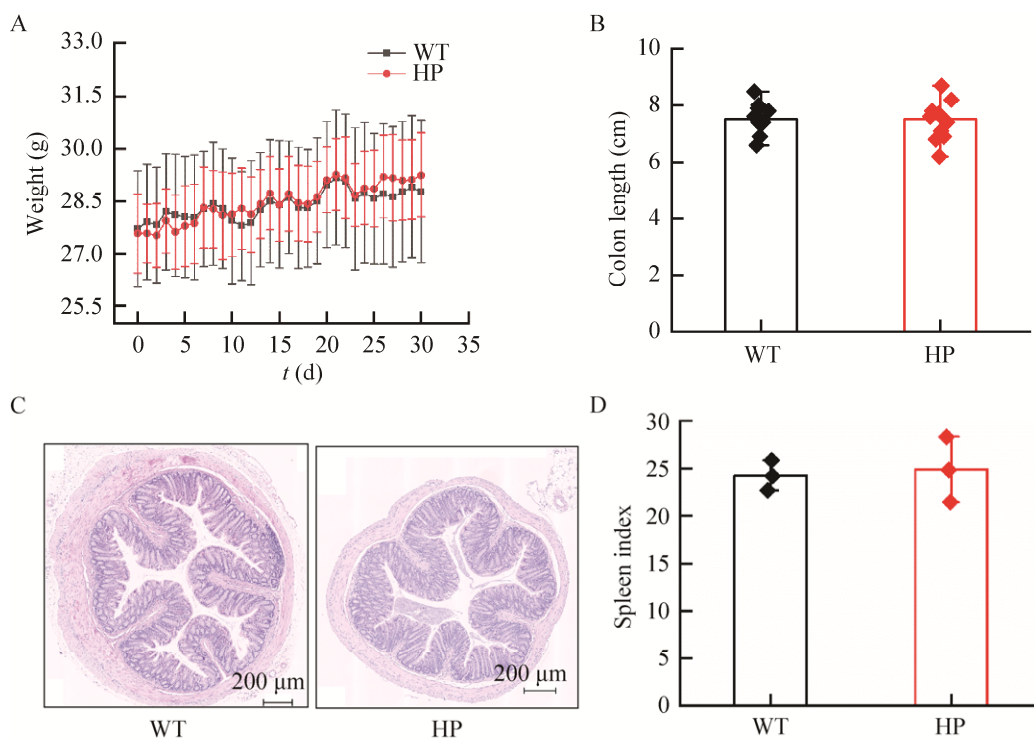 A
33.0
31.5
30.0
28.5
27.0
25.5
Weight (g)
WT
HP
0 5 10 15 20 25 30 35
t (d)
B
10
8
6
4
2
0
Colon length (cm)
WT HP
C
200 μm
200 μm
WT HP
D
30
25
20
15
10
5
0
Spleen index
WT HP